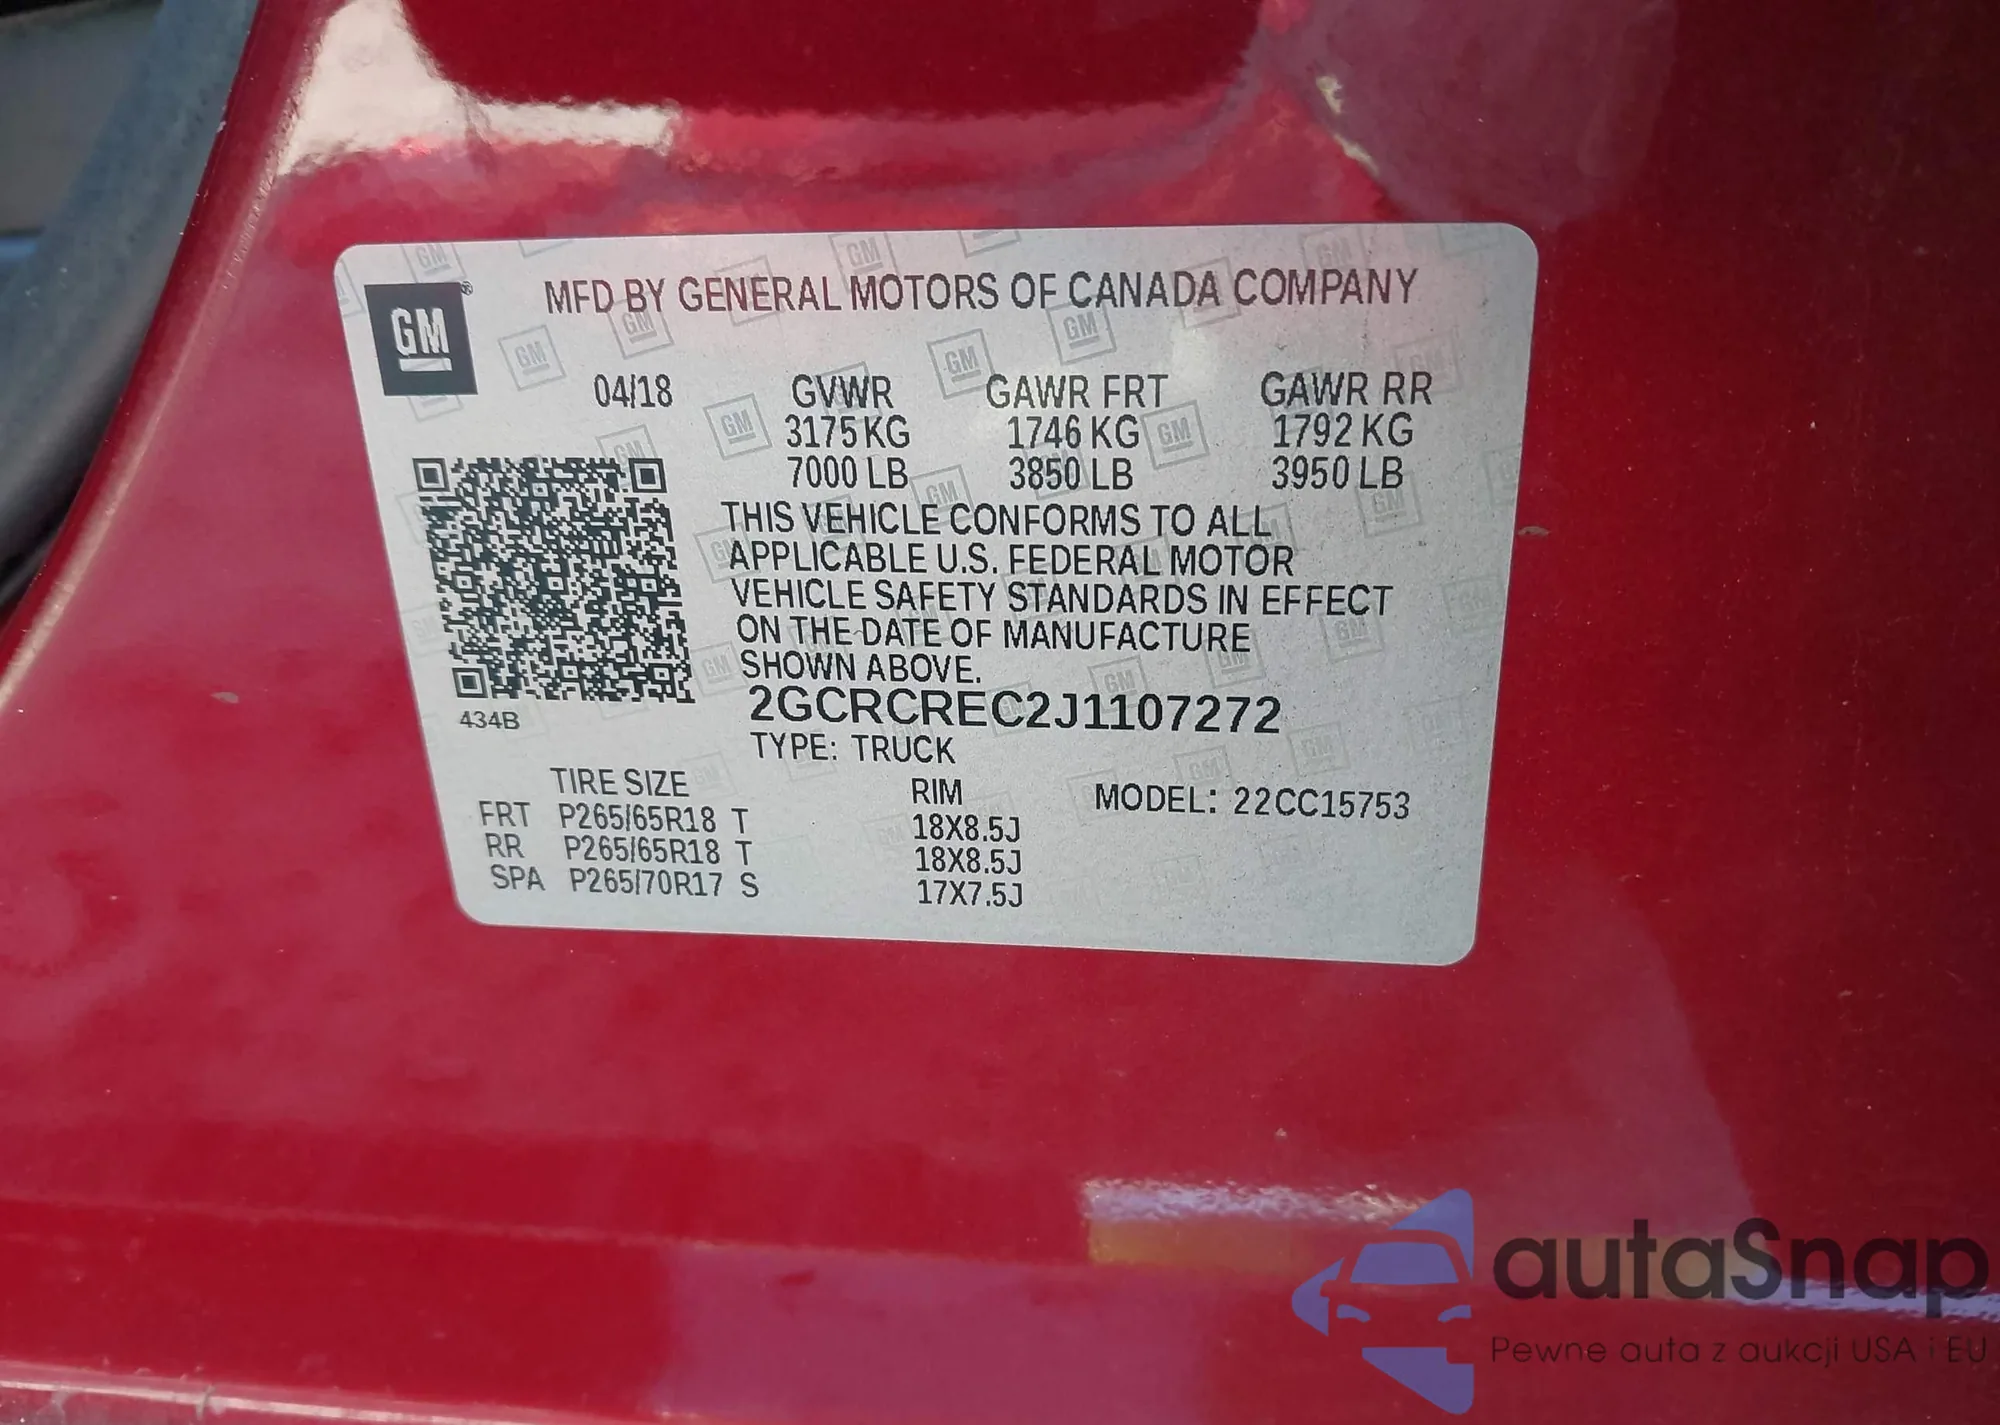 GM®
MFD BY GENERAL MOTORS OF CANADA COMPANY
04/18 GVWR GAWR FRT GAWR RR
3175 KG 1746 KG 1792 KG
7000 LB 3850 LB 3950 LB
THIS VEHICLE CONFORMS TO ALL
APPLICABLE U.S. FEDERAL MOTOR
VEHICLE SAFETY STANDARDS IN EFFECT
ON THE DATE OF MANUFACTURE
SHOWN ABOVE.
2GCRCREC2J1107272
434B
TYPE: TRUCK
TIRE SIZE RIM MODEL: 22CC15753
FRT P265/65R18 T 18X8.5J
RR P265/65R18 T 18X8.5J
SPA P265/70R17 S 17X7.5J
autaSnap
Pewne auta z aukcji USA i EU